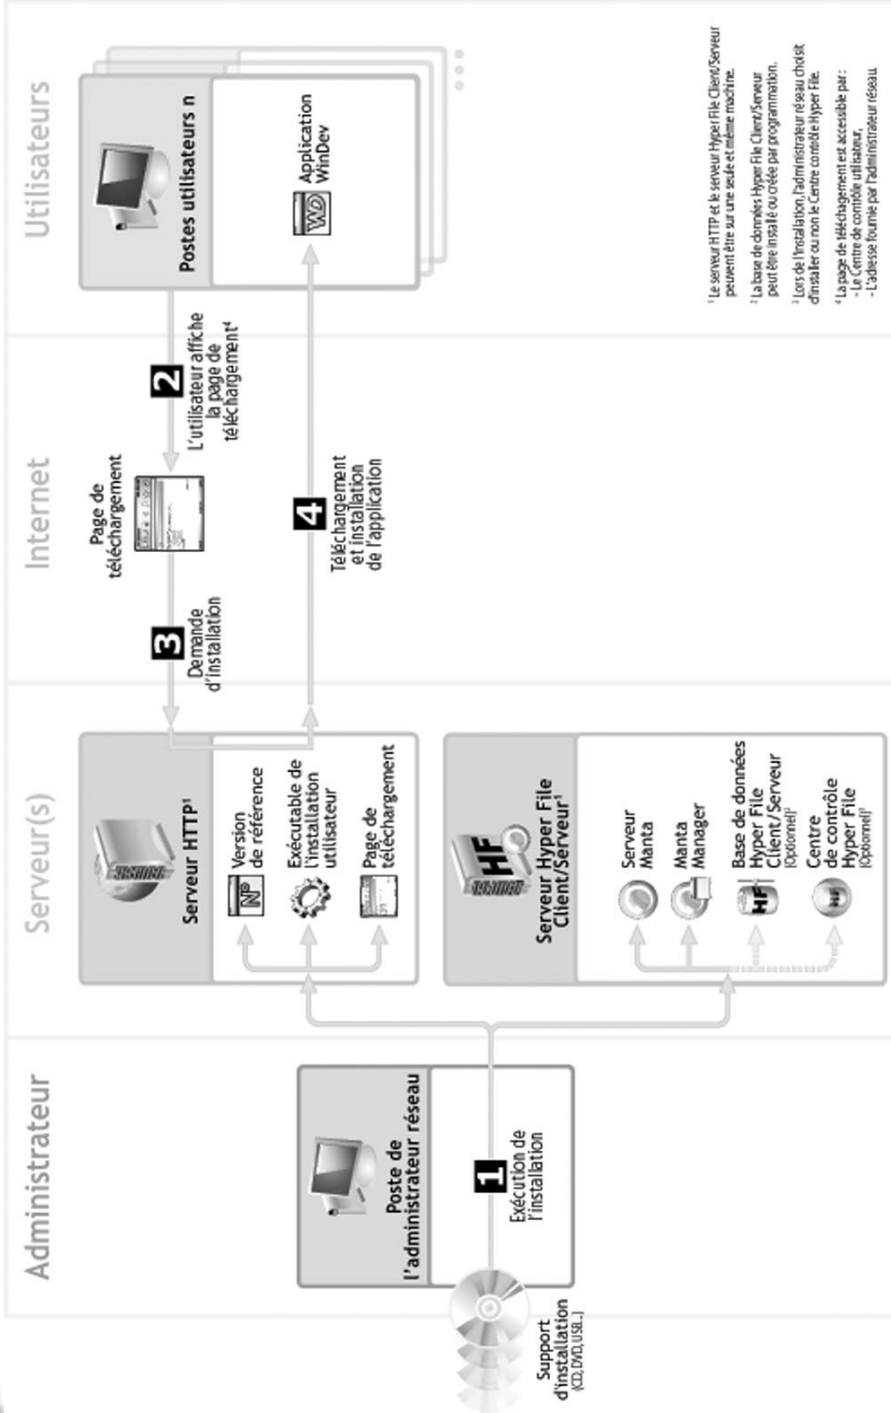 Administrateur
Serveur(s)
Internet
Utilisateurs
Support
d'installation
(CD, DVD, USB...)
Poste de
l'administrateur réseau
1
Exécution de
l'installation
Serveur HTTP¹
Version
de référence
Exécutable de
l'installation
utilisateur
Page de
téléchargement
Serveur Hyper File
Client/Serveur¹
HF
Serveur
Manta
Manta
Manager
HF
Base de données
Hyper File
Client/Serveur
(Optionnel)²
HF
Centre
de contrôle
Hyper File
(Optionnel)³
Page de
téléchargement
3
Demande
d'installation
2
L'utilisateur affiche
la page de
téléchargement⁴
4
Téléchargement
et installation
de l'application
Postes utilisateurs n
WD
Application
WinDev
¹ Le serveur HTTP et le serveur Hyper File Client/Serveur
peuvent être sur une seule et même machine.
² La base de données Hyper File Client/Serveur
peut être installé ou créée par programmation.
³ Lors de l'installation, l'administrateur réseau choisit
d'installer ou non le Centre contrôle Hyper File.
⁴ La page de téléchagement est accessible par :
- Le Centre de contrôle utilisateur,
- L'adresse fournie par l'administrateur réseau.